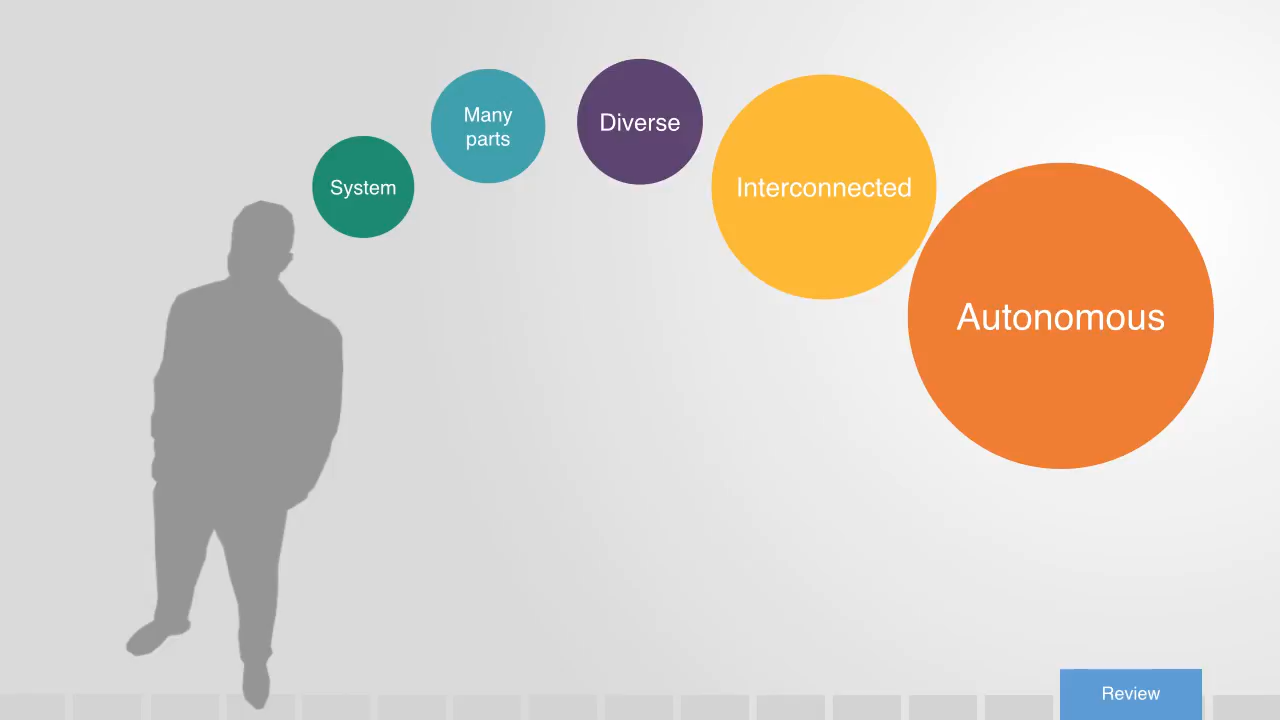 System
Many
parts
Diverse
Interconnected
Autonomous
Review